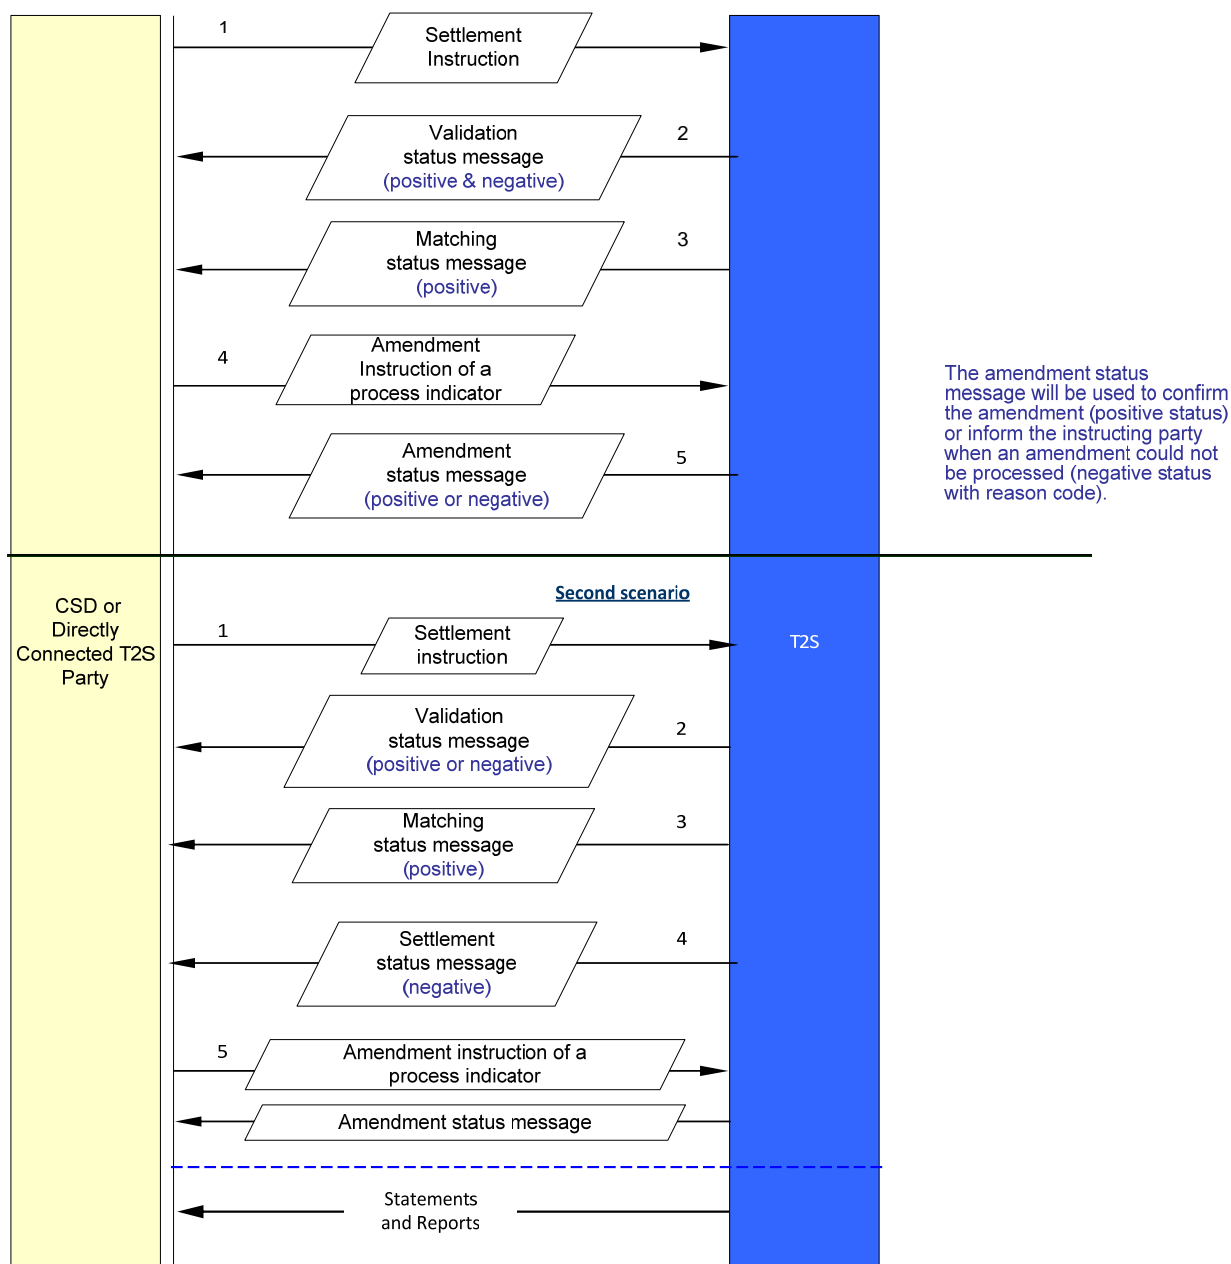 1
Settlement
Instruction
2
Validation
status message
(positive & negative)
3
Matching
status message
(positive)
4
Amendment
Instruction of a
process indicator
5
Amendment
status message
(positive or negative)
The amendment status
message will be used to confirm
the amendment (positive status)
or inform the instructing party
when an amendment could not
be processed (negative status
with reason code).
Second scenario
CSD or
Directly
Connected T2S
Party
T2S
1
Settlement
instruction
2
Validation
status message
(positive or negative)
3
Matching
status message
(positive)
4
Settlement
status message
(negative)
5
Amendment instruction of a
process indicator
Amendment status message
Statements
and Reports